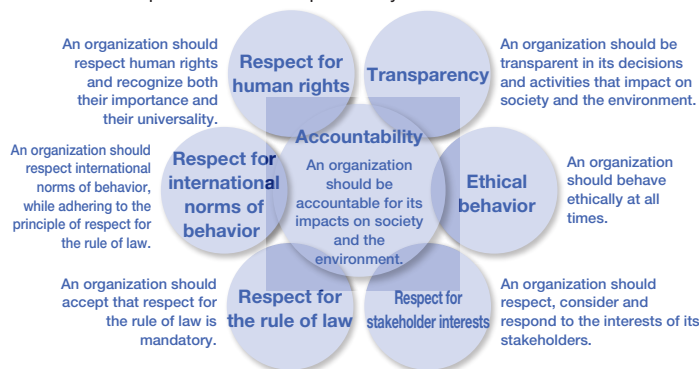 An organization should
respect human rights
and recognize both
their importance and
their universality.
Respect for
human rights
Transparency
An organization should be
transparent in its decisions
and activities that impact on
society and the environment.
An organization should
respect international
norms of behavior,
while adhering to the
principle of respect for
the rule of law.
Respect for
international
norms of
behavior
Accountability
An organization
should be
accountable for its
impacts on society
and the
environment.
Ethical
behavior
An organization
should behave
ethically at all
times.
An organization should
accept that respect for
the rule of law is
mandatory.
Respect for
the rule of law
Respect for
stakeholder interests
An organization should
respect, consider and
respond to the interests of its
stakeholders.